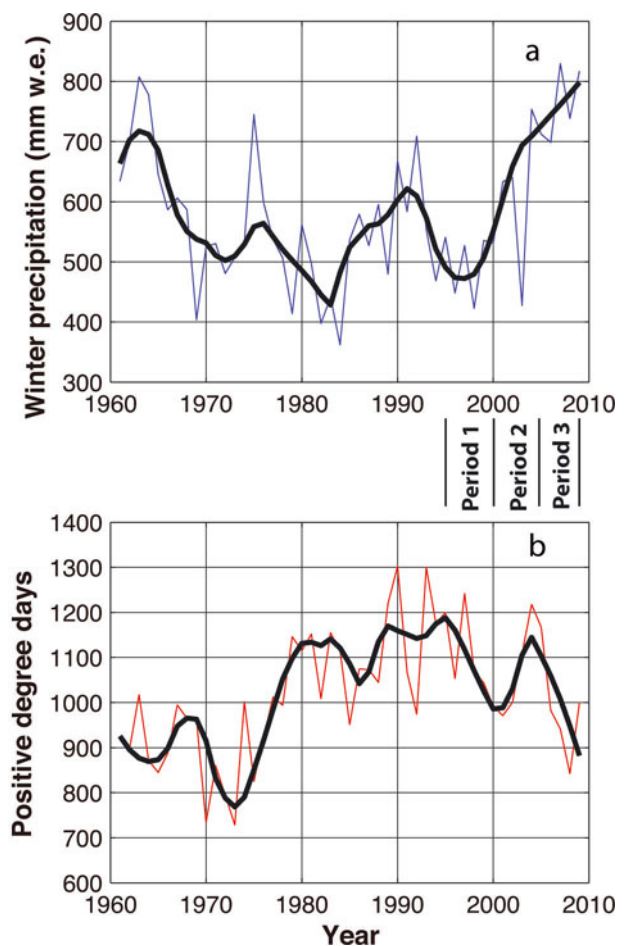 900
800
700
600
500
400
300
Winter precipitation (mm w.e.)
a
1960 1970 1980 1990 2000 2010
Period 1
Period 2
Period 3
1400
1300
1200
1100
1000
900
800
700
600
Positive degree days
b
1960 1970 1980 1990 2000 2010
Year